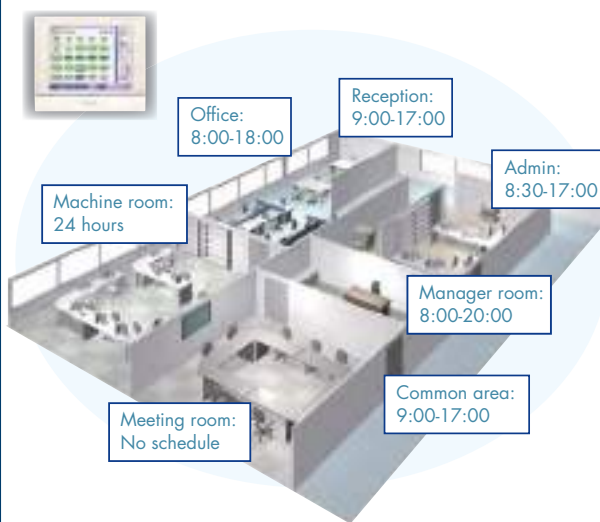 Reception:
9:00-17:00
Office:
8:00-18:00
Admin:
8:30-17:00
Machine room:
24 hours
Manager room:
8:00-20:00
Common area:
9:00-17:00
Meeting room:
No schedule